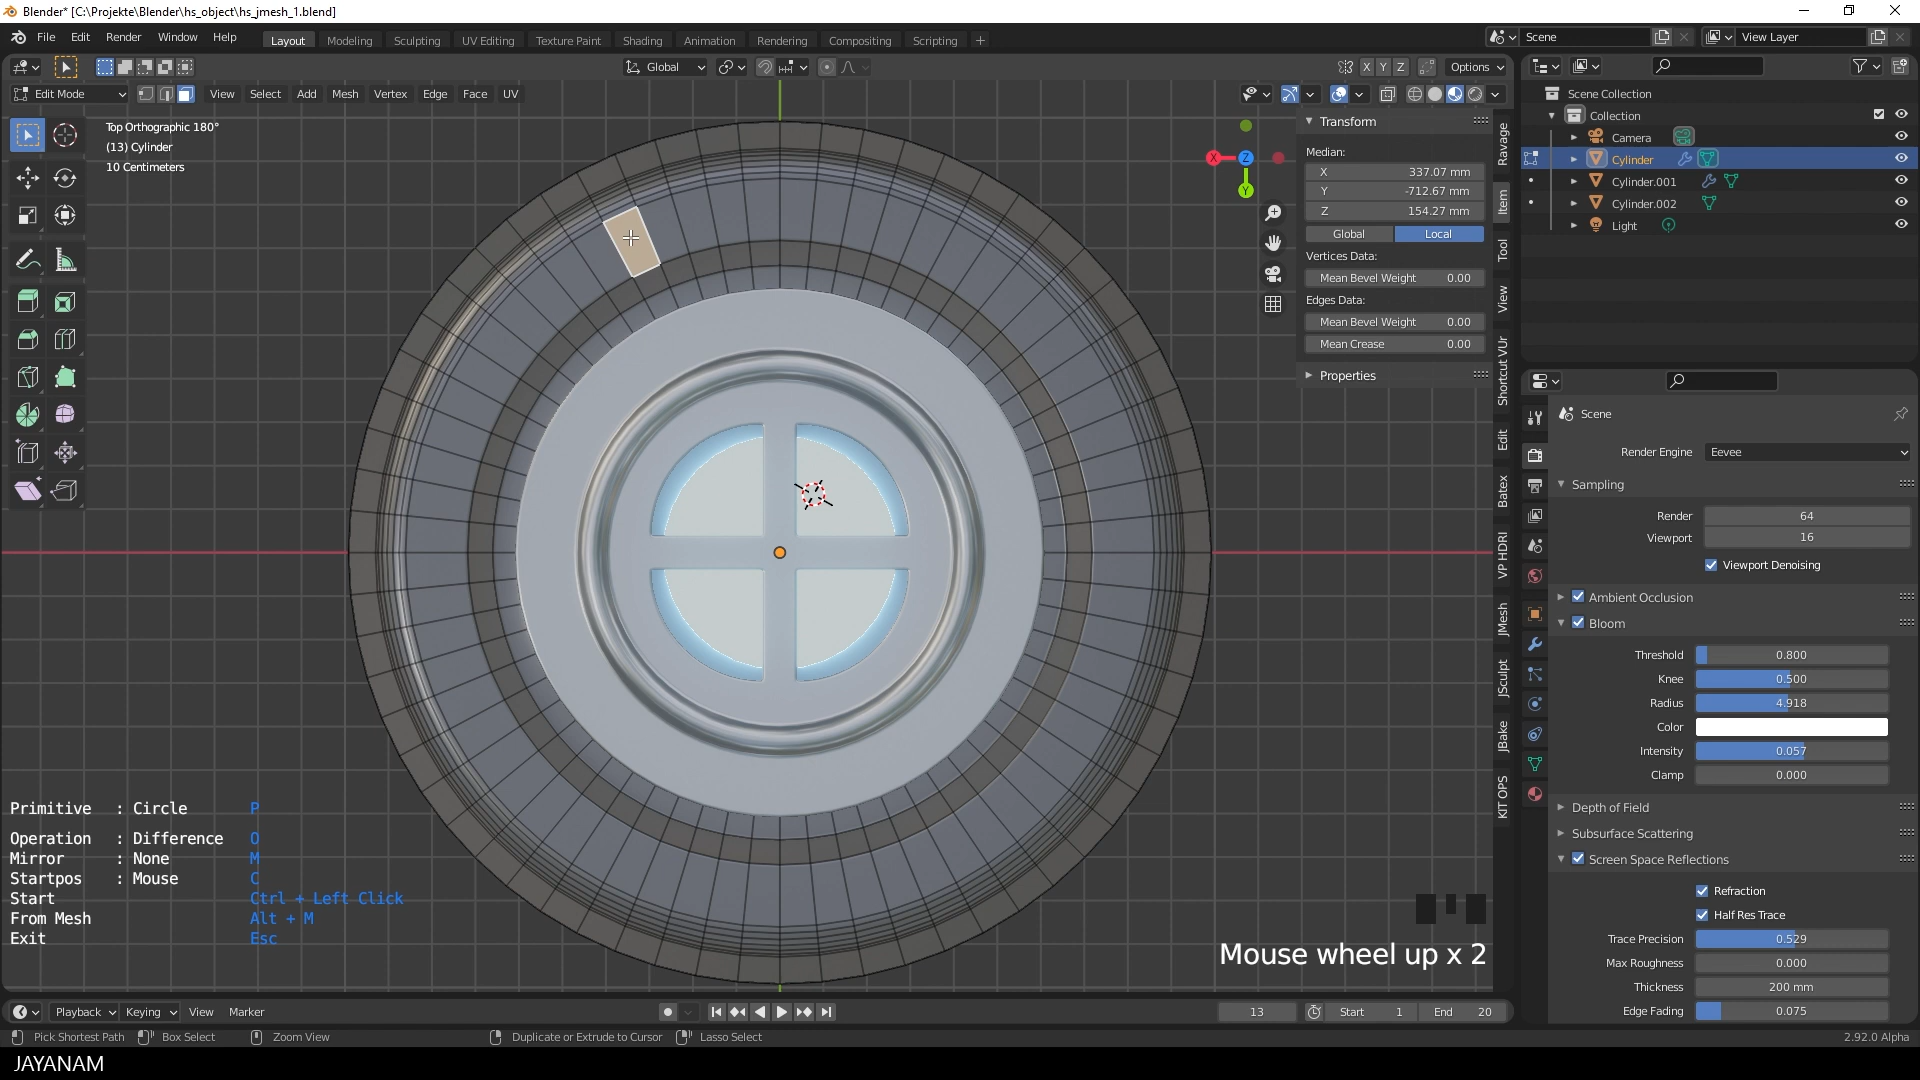 Blender* [C:\Projekte\Blender\hs_object\hs_jmesh_1.blend]
File Edit Render Window Help
Layout Modeling Sculpting UV Editing Texture Paint Shading Animation Rendering Compositing Scripting +
Scene View Layer
Global X Y Z Options
Edit Mode View Select Add Mesh Vertex Edge Face UV
Top Orthographic 180°
(13) Cylinder
10 Centimeters
X Z Y
Transform
Median:
X 337.07 mm
Y -712.67 mm
Z 154.27 mm
Global Local
Vertices Data:
Mean Bevel Weight 0.00
Edges Data:
Mean Bevel Weight 0.00
Mean Crease 0.00
Properties
Ravage
Item
Tool
View
Shortcut VUr
Edit
Batex
VP HDRI
JMesh
JSculpt
JBake
KIT OPS
Scene Collection
Collection
Camera
Cylinder
Cylinder.001
Cylinder.002
Light
Scene
Render Engine Eevee
Sampling
Render 64
Viewport 16
Viewport Denoising
Ambient Occlusion
Bloom
Threshold 0.800
Knee 0.500
Radius 4.918
Color
Intensity 0.057
Clamp 0.000
Depth of Field
Subsurface Scattering
Screen Space Reflections
Refraction
Half Res Trace
Trace Precision 0.529
Max Roughness 0.000
Thickness 200 mm
Edge Fading 0.075
Primitive : Circle P
Operation : Difference O
Mirror : None M
Startpos : Mouse C
Start Ctrl + Left Click
From Mesh Alt + M
Exit Esc
Mouse wheel up x 2
Playback Keying View Marker 13 Start 1 End 20
Pick Shortest Path Box Select Zoom View Duplicate or Extrude to Cursor Lasso Select 2.92.0 Alpha
JAYANAM